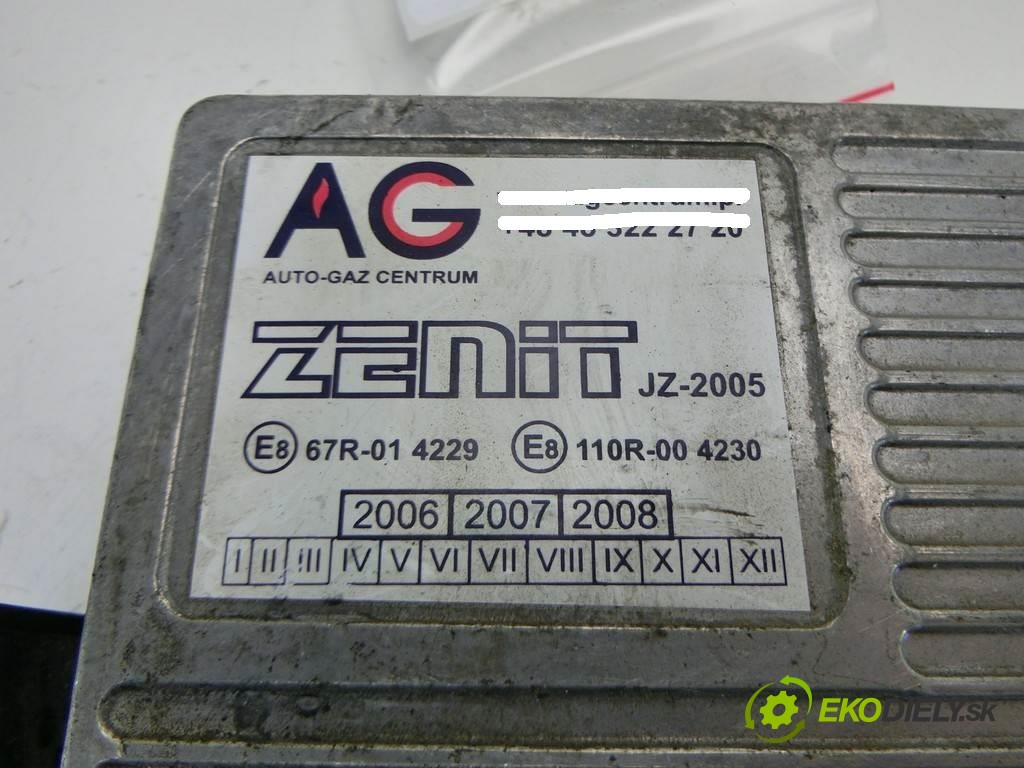 AG
AUTO-GAZ CENTRUM
ZENiT JZ-2005
E8 67R-01 4229 E8 110R-00 4230
2006 2007 2008
I II III IV V VI VII VIII IX X XI XII
EKODIELY.SK